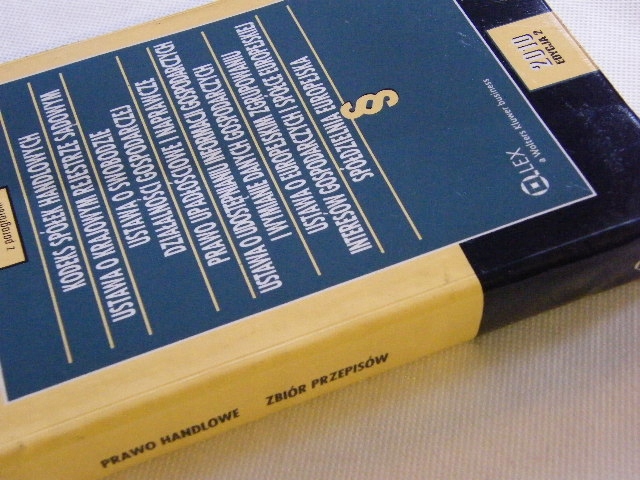 z paragrafem
KODEKS SPÓŁEK HANDLOWYCH
USTAWA O KRAJOWYM REJESTRZE SĄDOWYM
USTAWA O SWOBODZIE
DZIAŁALNOŚCI GOSPODARCZEJ
PRAWO UPADŁOŚCIOWE I NAPRAWCZE
USTAWA O UDOSTĘPNIANIU INFORMACJI GOSPODARCZYCH
I WYMIANIE DANYCH GOSPODARCZYCH
USTAWA O EUROPEJSKIM ZGRUPOWANIU
INTERESÓW GOSPODARCZYCH I SPÓŁCE EUROPEJSKIEJ
SPÓŁDZIELNIA EUROPEJSKA
§
LEX
a Wolters Kluwer business
2010
EDYCJA 2
PRAWO HANDLOWE ZBIÓR PRZEPISÓW